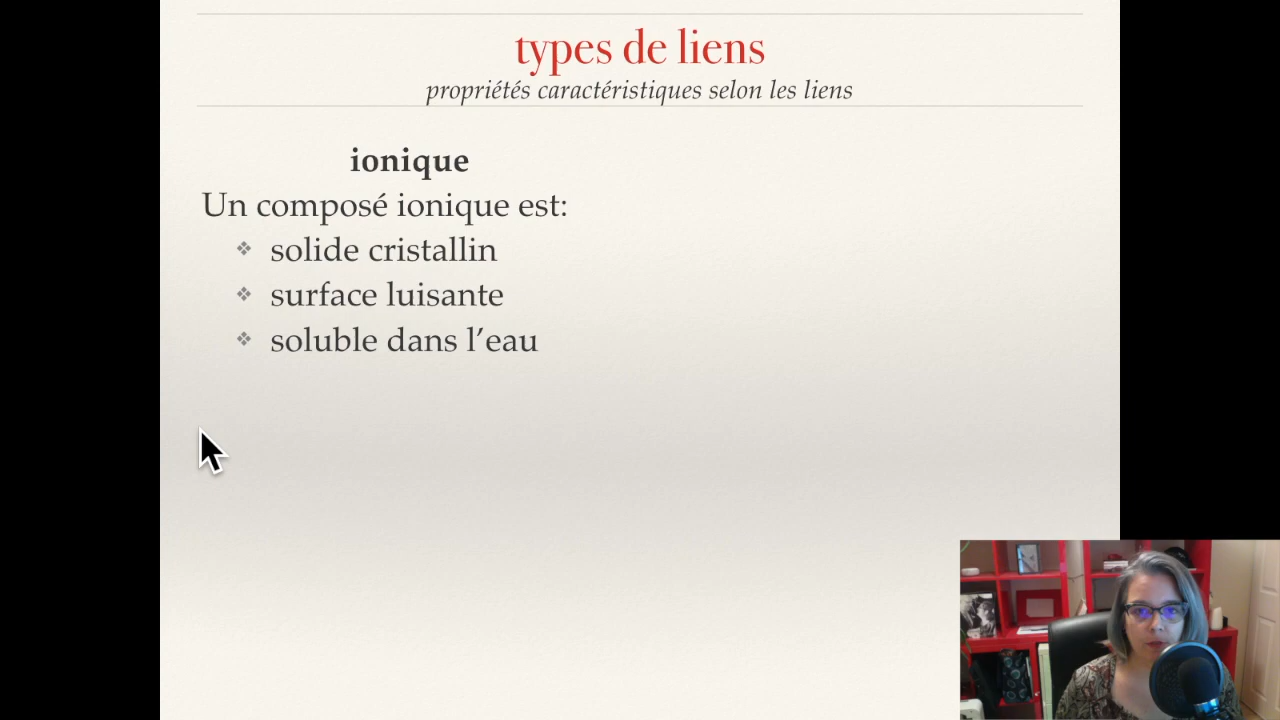 types de liens
propriétés caractéristiques selon les liens
ionique
Un composé ionique est:
❖ solide cristallin
❖ surface luisante
❖ soluble dans l’eau